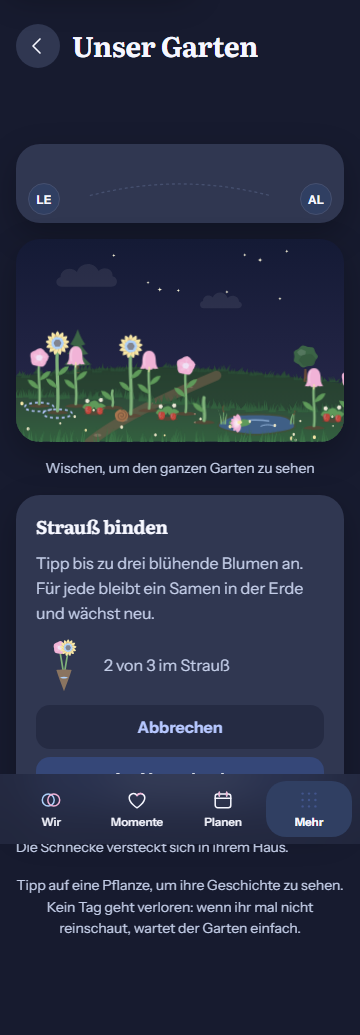 Unser Garten
LE
AL
Wischen, um den ganzen Garten zu sehen
Strauß binden
Tipp bis zu drei blühende Blumen an.
Für jede bleibt ein Samen in der Erde
und wächst neu.
2 von 3 im Strauß
Abbrechen
Wir
Momente
Planen
Mehr
Die Schnecke versteckt sich in ihrem Haus.
Tipp auf eine Pflanze, um ihre Geschichte zu sehen.
Kein Tag geht verloren: wenn ihr mal nicht
reinschaut, wartet der Garten einfach.